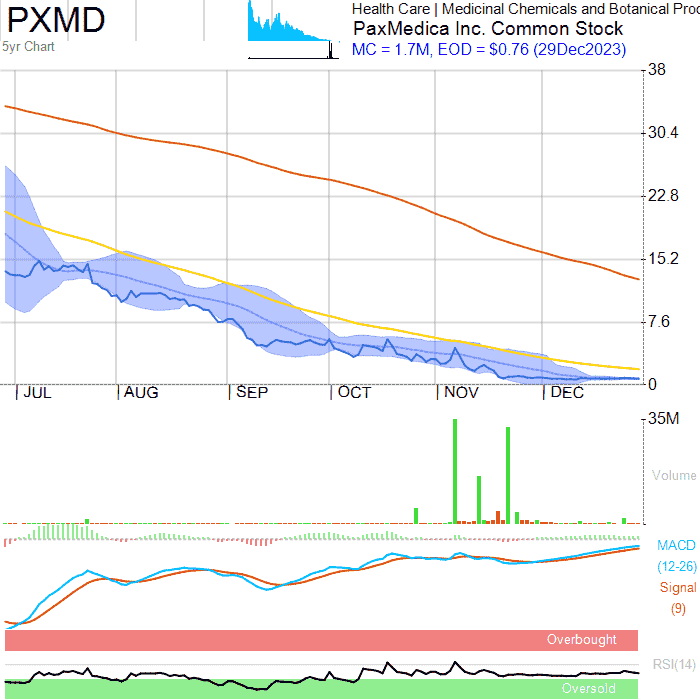 PXMD
5yr Chart
Health Care | Medicinal Chemicals and Botanical Proc
PaxMedica Inc. Common Stock
MC = 1.7M, EOD = $0.76 (29Dec2023)
38
30.4
22.8
15.2
7.6
0
JUL AUG SEP OCT NOV DEC
35M
Volume
MACD
(12-26)
Signal
(9)
Overbought
RSI(14)
Oversold